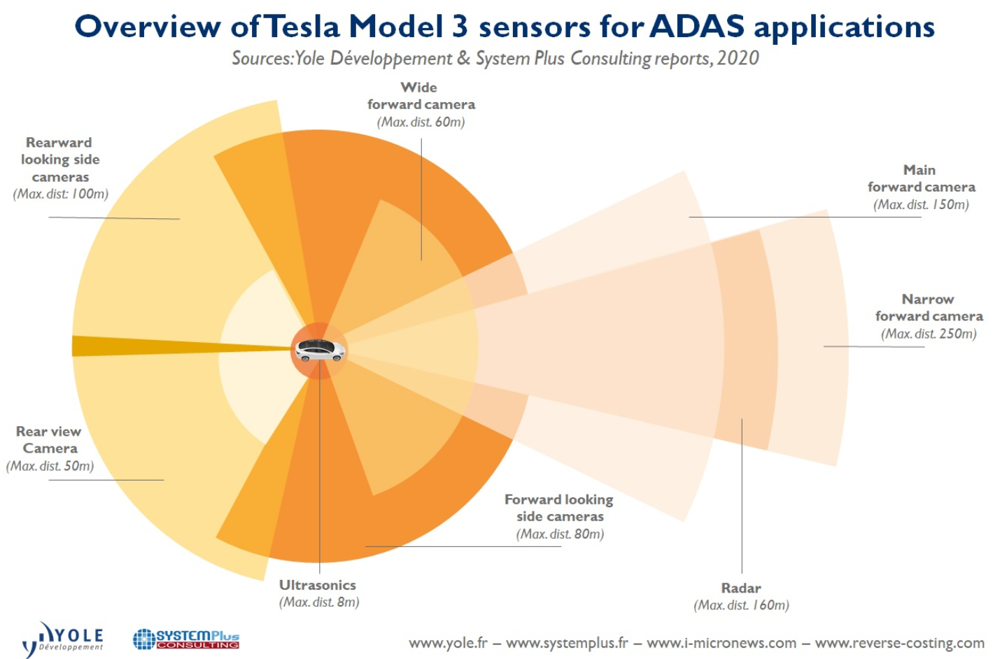 Overview of Tesla Model 3 sensors for ADAS applications
Sources:Yole Développement & System Plus Consulting reports, 2020
Wide
forward camera
(Max. dist. 60m)
Rearward
looking side
cameras
(Max. dist: 100m)
Main
forward camera
(Max. dist. 150m)
Narrow
forward camera
(Max. dist. 250m)
Rear view
Camera
(Max. dist. 50m)
Forward looking
side cameras
(Max. dist. 80m)
Ultrasonics
(Max. dist. 8m)
Radar
(Max. dist. 160m)
YOLE
Développement
SYSTEMPlus
CONSULTING
www.yole.fr – www.systemplus.fr – www.i-micronews.com – www.reverse-costing.com